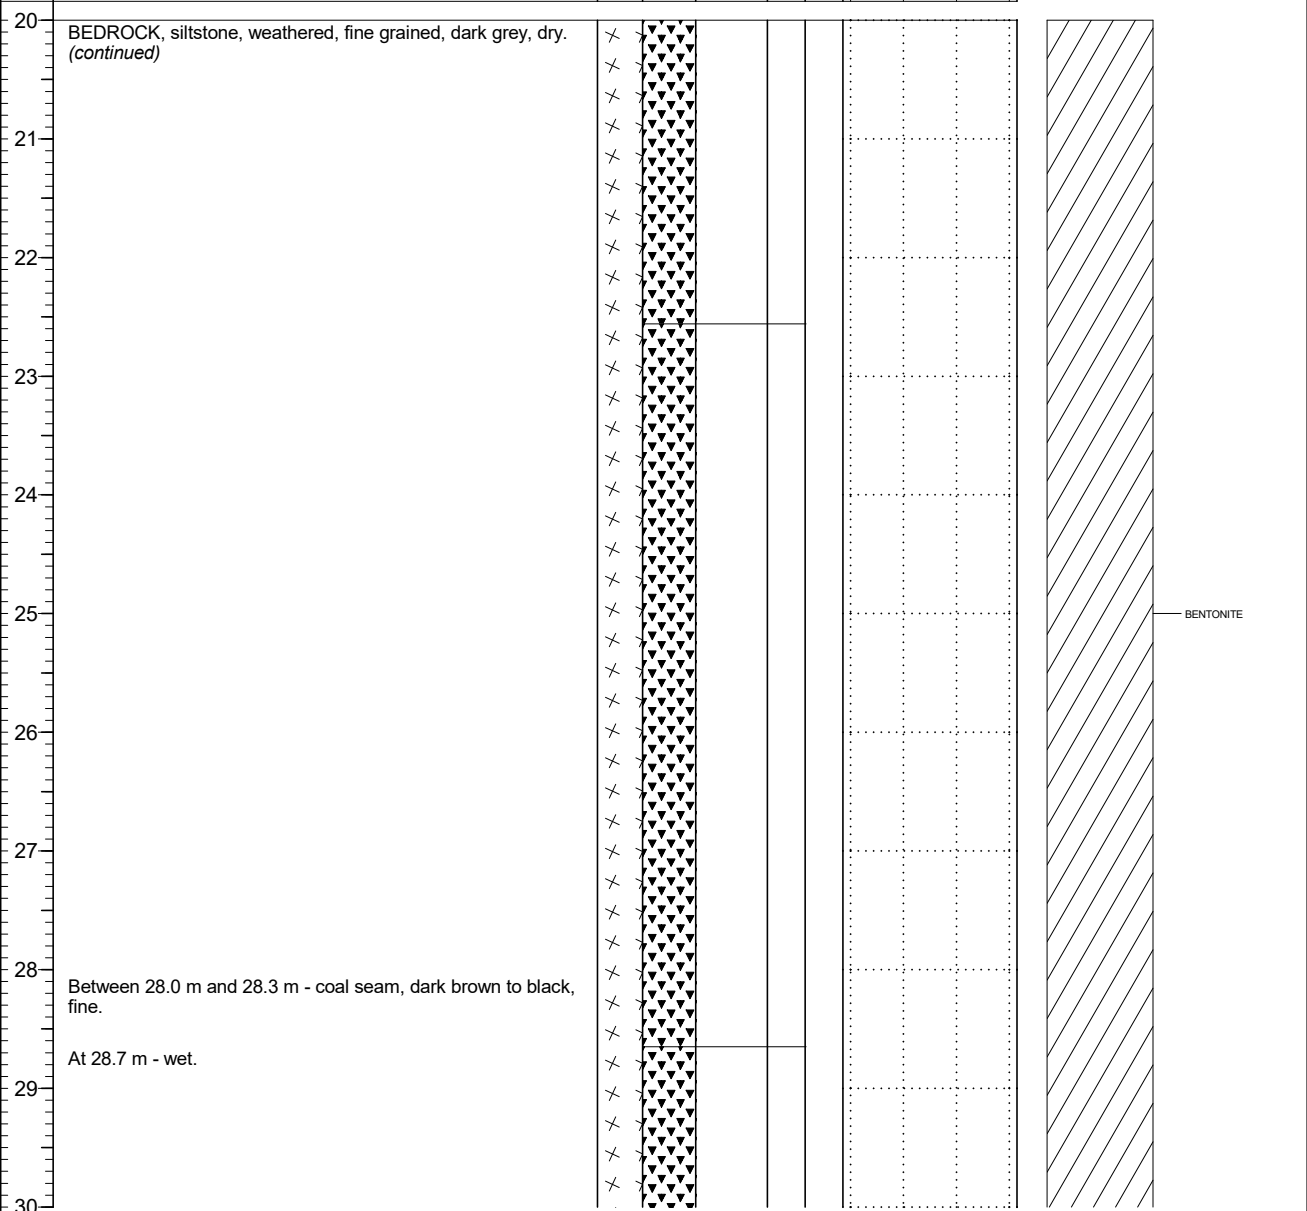 20
BEDROCK, siltstone, weathered, fine grained, dark grey, dry.
(continued)
21
22
23
24
25
BENTONITE
26
27
28
Between 28.0 m and 28.3 m - coal seam, dark brown to black,
fine.
At 28.7 m - wet.
29
30